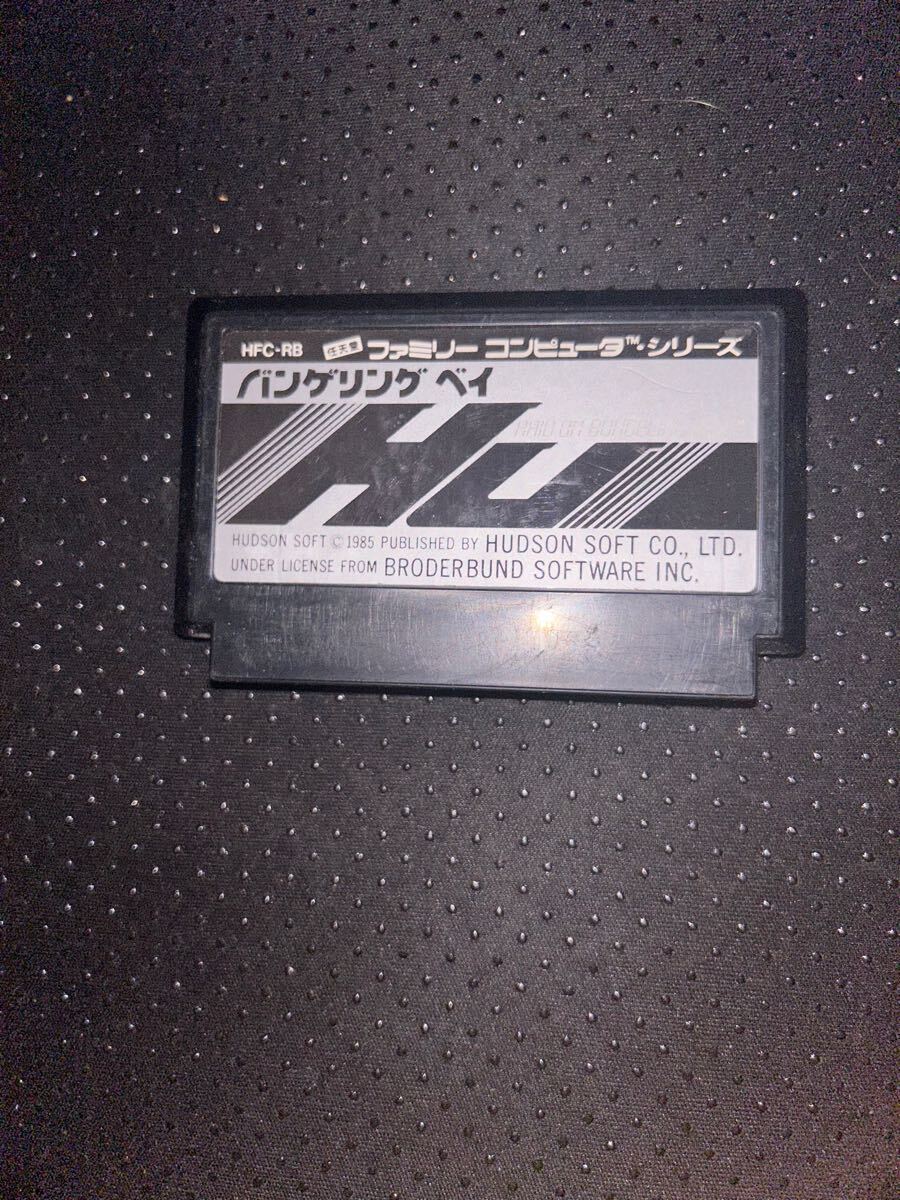 HFC-RB 任天堂 ファミリー コンピュータ™・シリーズ
バンゲリング ベイ
RAID ON BUNGEL
HUDSON SOFT © 1985 PUBLISHED BY HUDSON SOFT CO., LTD.
UNDER LICENSE FROM BRODERBUND SOFTWARE INC.